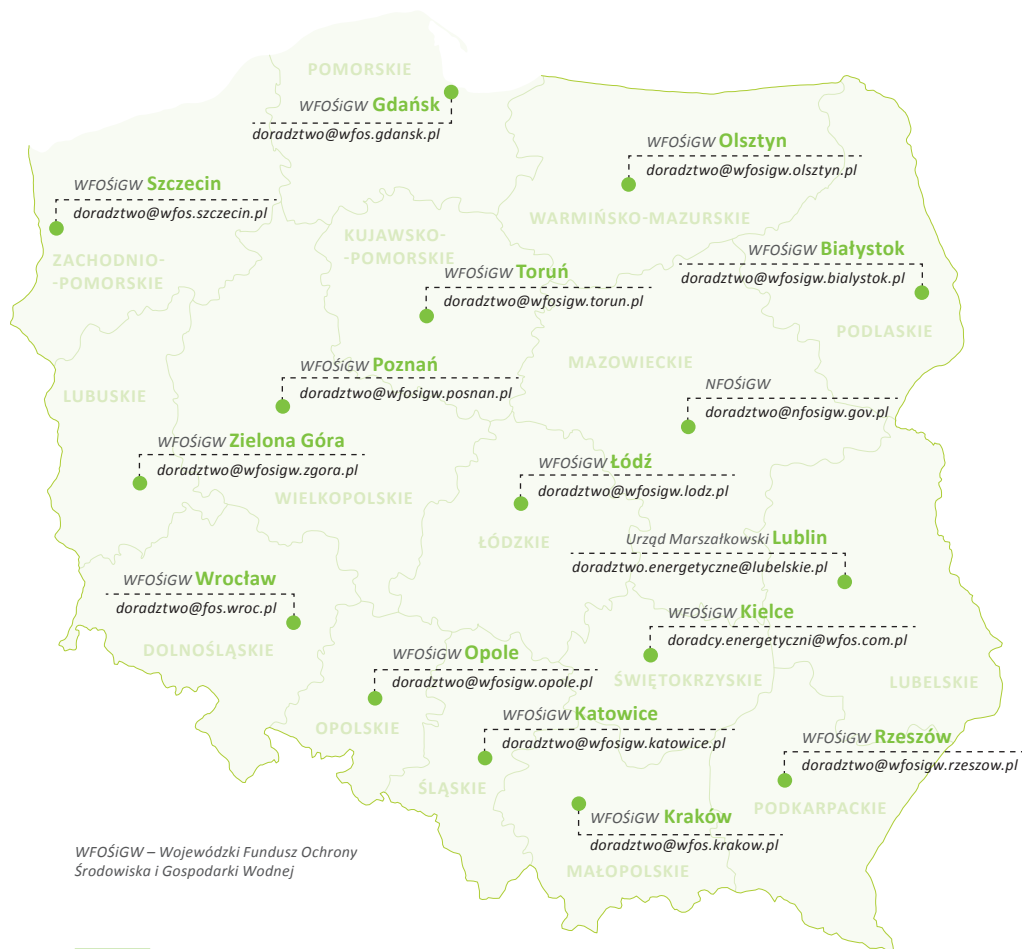 POMORSKIE
WFOŚiGW Gdańsk
doradztwo@wfos.gdansk.pl
WFOŚiGW Olsztyn
doradztwo@wfosigw.olsztyn.pl
WFOŚiGW Szczecin
doradztwo@wfos.szczecin.pl
WARMIŃSKO-MAZURSKIE
KUJAWSKO-
-POMORSKIE
ZACHODNIO-
-POMORSKIE
WFOŚiGW Białystok
doradztwo@wfosigw.bialystok.pl
WFOŚiGW Toruń
doradztwo@wfosigw.torun.pl
PODLASKIE
MAZOWIECKIE
WFOŚiGW Poznań
doradztwo@wfosigw.posnan.pl
LUBUSKIE
NFOŚiGW
doradztwo@nfosigw.gov.pl
WFOŚiGW Zielona Góra
doradztwo@wfosigw.zgora.pl
WIELKOPOLSKIE
WFOŚiGW Łódź
doradztwo@wfosigw.lodz.pl
ŁÓDZKIE
Urząd Marszałkowski Lublin
doradztwo.energetyczne@lubelskie.pl
WFOŚiGW Wrocław
doradztwo@fos.wroc.pl
DOLNOŚLĄSKIE
WFOŚiGW Kielce
doradcy.energetyczni@wfos.com.pl
ŚWIĘTOKRZYSKIE
LUBELSKIE
WFOŚiGW Opole
doradztwo@wfosigw.opole.pl
OPOLSKIE
WFOŚiGW Katowice
doradztwo@wfosigw.katowice.pl
ŚLĄSKIE
WFOŚiGW Rzeszów
doradztwo@wfosigw.rzeszow.pl
PODKARPACKIE
WFOŚiGW Kraków
doradztwo@wfos.krakow.pl
MAŁOPOLSKIE
WFOŚiGW – Wojewódzki Fundusz Ochrony
Środowiska i Gospodarki Wodnej